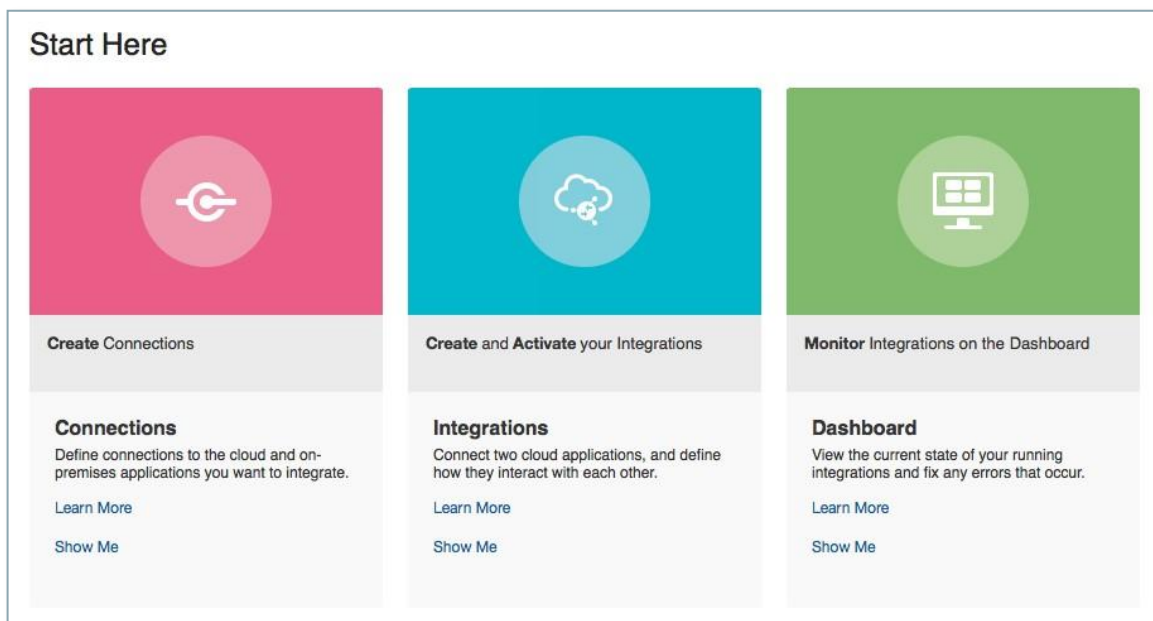 Start Here
Create Connections
Connections
Define connections to the cloud and on-
premises applications you want to integrate.
Learn More
Show Me
Create and Activate your Integrations
Integrations
Connect two cloud applications, and define
how they interact with each other.
Learn More
Show Me
Monitor Integrations on the Dashboard
Dashboard
View the current state of your running
integrations and fix any errors that occur.
Learn More
Show Me